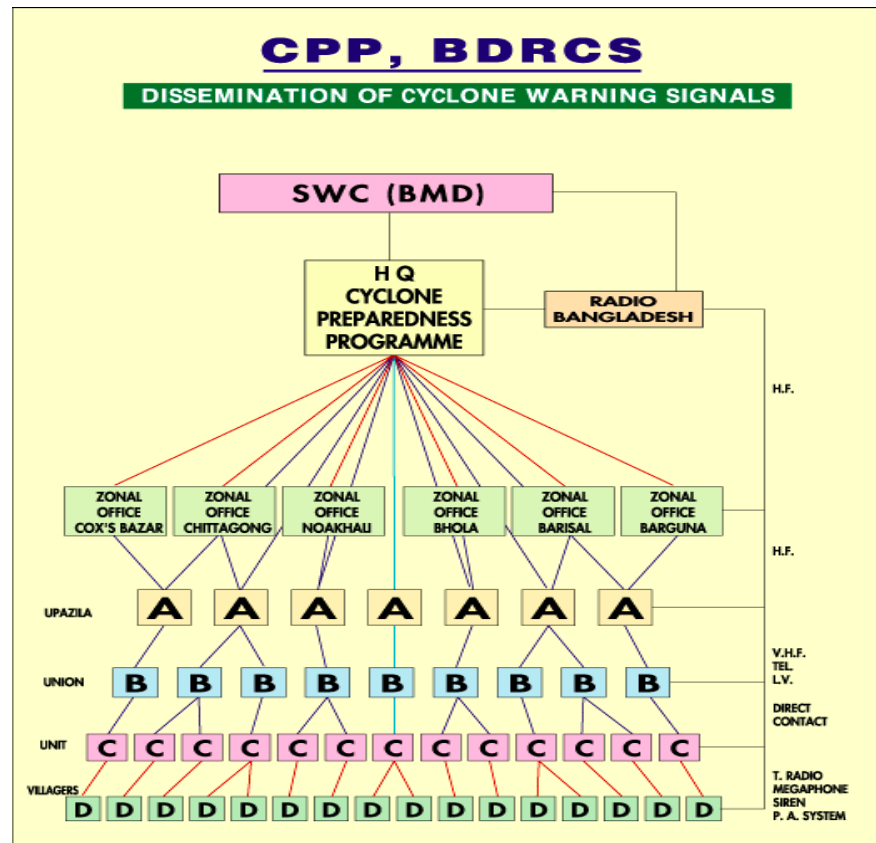 CPP, BDRCS
DISSEMINATION OF CYCLONE WARNING SIGNALS
SWC (BMD)
H Q
CYCLONE
PREPAREDNESS
PROGRAMME
RADIO
BANGLADESH
H.F.
ZONAL
OFFICE
COX'S BAZAR
ZONAL
OFFICE
CHITTAGONG
ZONAL
OFFICE
NOAKHALI
ZONAL
OFFICE
BHOLA
ZONAL
OFFICE
BARISAL
ZONAL
OFFICE
BARGUNA
H.F.
UPAZILA A A A A A A A
UNION B B B B B B B B B
V.H.F.
TEL.
L.V.
DIRECT
CONTACT
UNIT C C C C C C C C C C C C C
VILLAGERS D D D D D D D D D D D D D D D D
T. RADIO
MEGAPHONE
SIREN
P. A. SYSTEM